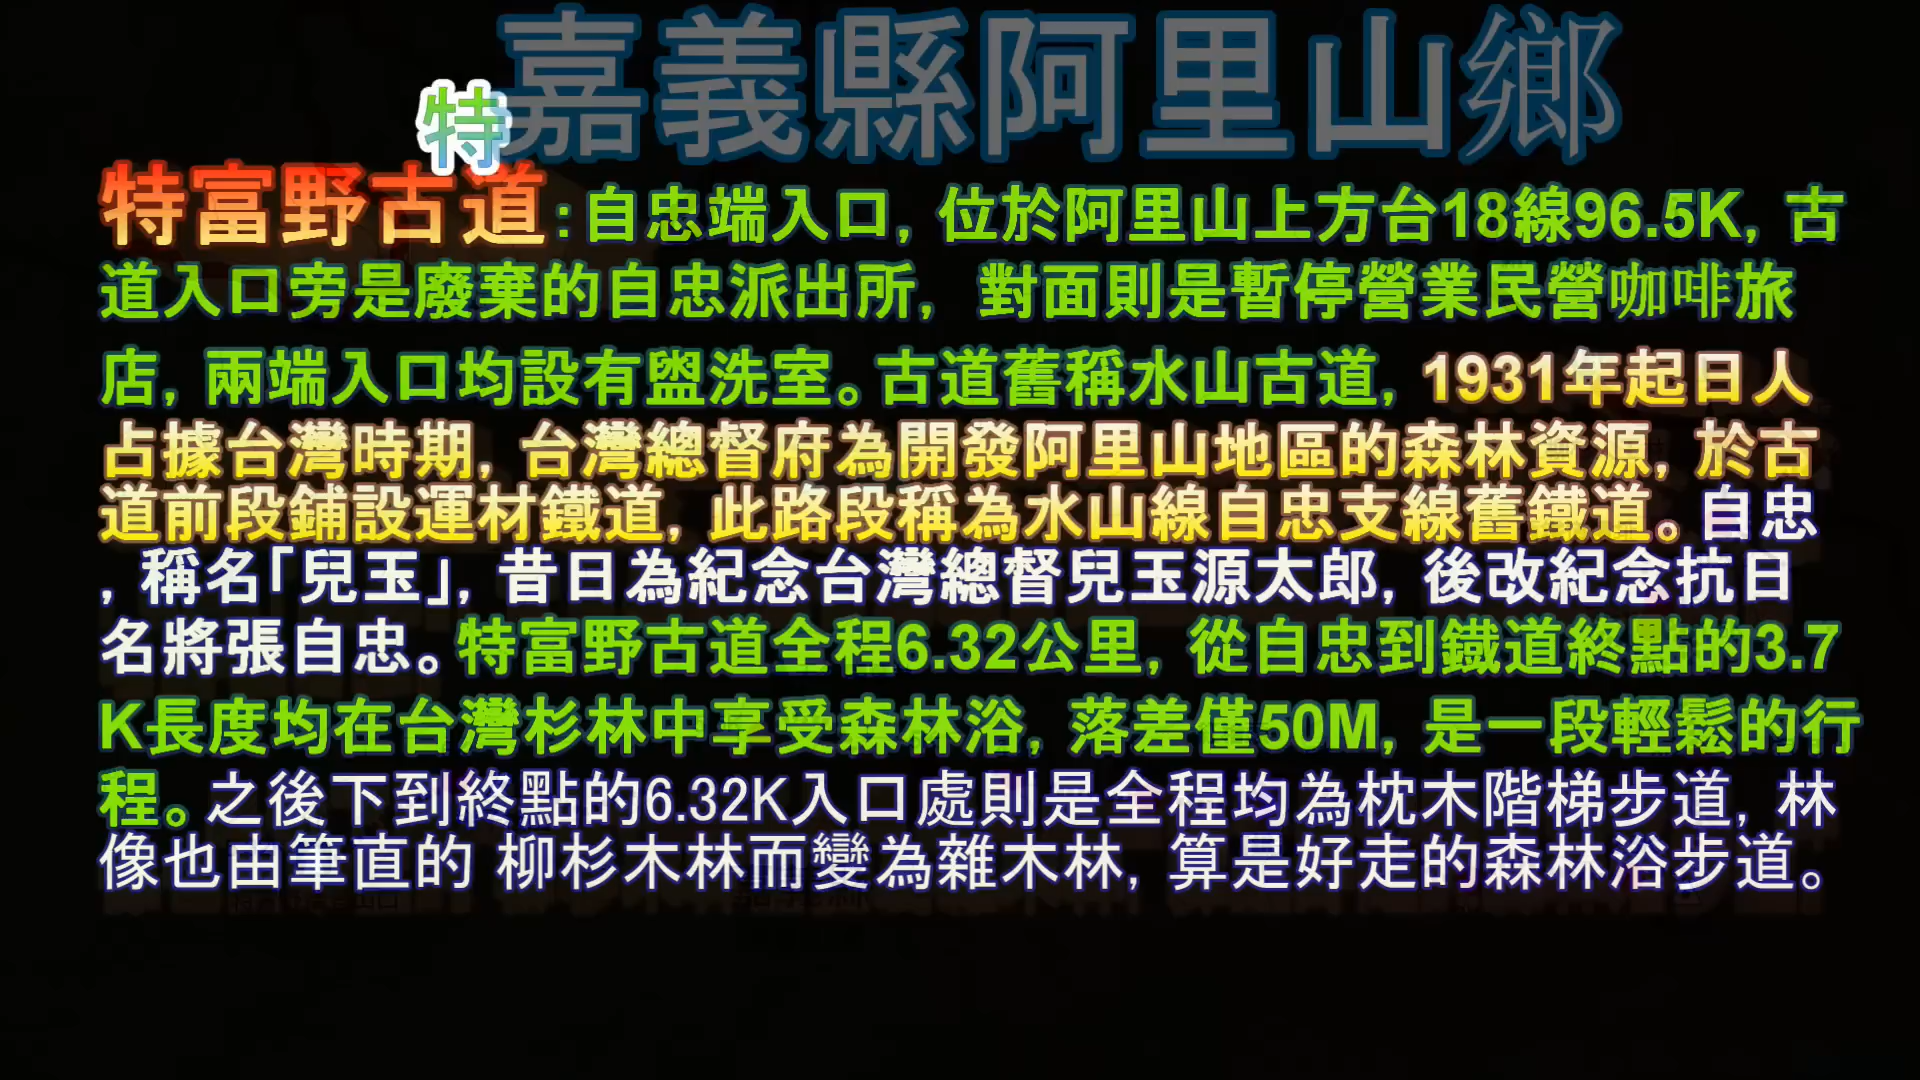 嘉義縣阿里山鄉
特
特富野古道:自忠端入口,位於阿里山上方台18線96.5K,古
道入口旁是廢棄的自忠派出所, 對面則是暫停營業民營咖啡旅
店,兩端入口均設有盥洗室。古道舊稱水山古道,1931年起日人
占據台灣時期,台灣總督府為開發阿里山地區的森林資源,於古
道前段鋪設運材鐵道,此路段稱為水山線自忠支線舊鐵道。自忠
,稱名「兒玉」,昔日為紀念台灣總督兒玉源太郎,後改紀念抗日
名將張自忠。特富野古道全程6.32公里,從自忠到鐵道終點的3.7
K長度均在台灣杉林中享受森林浴,落差僅50M,是一段輕鬆的行
程。之後下到終點的6.32K入口處則是全程均為枕木階梯步道,林
像也由筆直的 柳杉木林而變為雜木林,算是好走的森林浴步道。